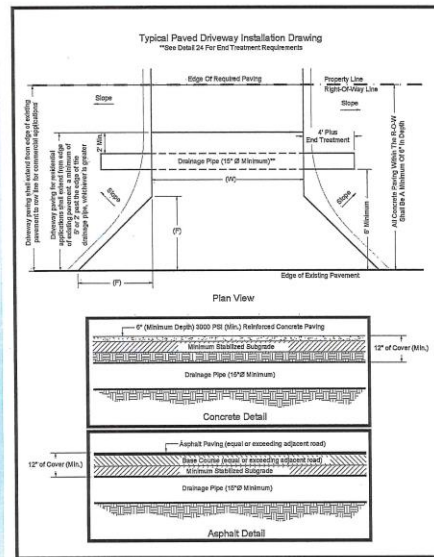 Typical Paved Driveway Installation Drawing
**See Detail 24 For End Treatment Requirements
Edge Of Required Paving
Property Line
Right-Of-Way Line
Slope
Slope
Driveway paving shall extend from edge of existing
pavement to row line for commercial applications
Driveway paving for residential
applications shall extend from edge
of existing pavement a minimum of
6' or 2' past the edge of the
drainage pipe, whichever is greater
2' Min.
4' Plus
End Treatment
Drainage Pipe (15" Ø Minimum)**
(W)
Slope
Slope
(R)
6' Minimum
All Concrete Paving Within The R-O-W
Shall Be A Minimum Of 6" In Depth
(F)
Edge of Existing Pavement
Plan View
6" (Minimum Depth) 3000 PSI (Min.) Reinforced Concrete Paving
Minimum Stabilized Subgrade
12" of Cover (Min.)
Drainage Pipe (15"Ø Minimum)
Concrete Detail
Asphalt Paving (equal or exceeding adjacent road)
12" of Cover (Min.)
Base Course (equal or exceeding adjacent road)
Minimum Stabilized Subgrade
Drainage Pipe (15"Ø Minimum)
Asphalt Detail